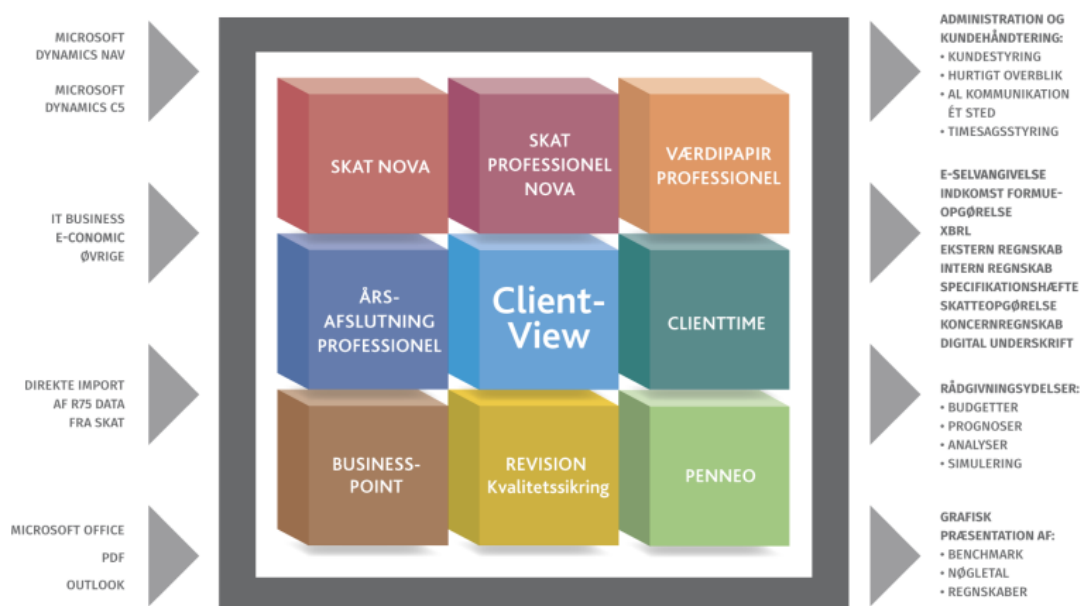 MICROSOFT
DYNAMICS NAV
MICROSOFT
DYNAMICS C5
IT BUSINESS
E-CONOMIC
ØVRIGE
DIREKTE IMPORT
AF R75 DATA
FRA SKAT
MICROSOFT OFFICE
PDF
OUTLOOK
SKAT NOVA
SKAT
PROFESSIONEL
NOVA
VÆRDIPAPIR
PROFESSIONEL
ÅRS-
AFSLUTNING
PROFESSIONEL
Client-
View
CLIENTTIME
BUSINESS-
POINT
REVISION
Kvalitetssikring
PENNEO
ADMINISTRATION OG
KUNDEHÅNDTERING:
• KUNDESTYRING
• HURTIGT OVERBLIK
• AL KOMMUNIKATION
ÉT STED
• TIMESAGSSTYRING
E-SELVANGIVELSE
INDKOMST FORMUE-
OPGØRELSE
XBRL
EKSTERN REGNSKAB
INTERN REGNSKAB
SPECIFIKATIONSHÆFTE
SKATTEOPGØRELSE
KONCERNREGNSKAB
DIGITAL UNDERSKRIFT
RÅDGIVNINGSYDELSER:
• BUDGETTER
• PROGNOSER
• ANALYSER
• SIMULERING
GRAFISK
PRÆSENTATION AF:
• BENCHMARK
• NØGLETAL
• REGNSKABER